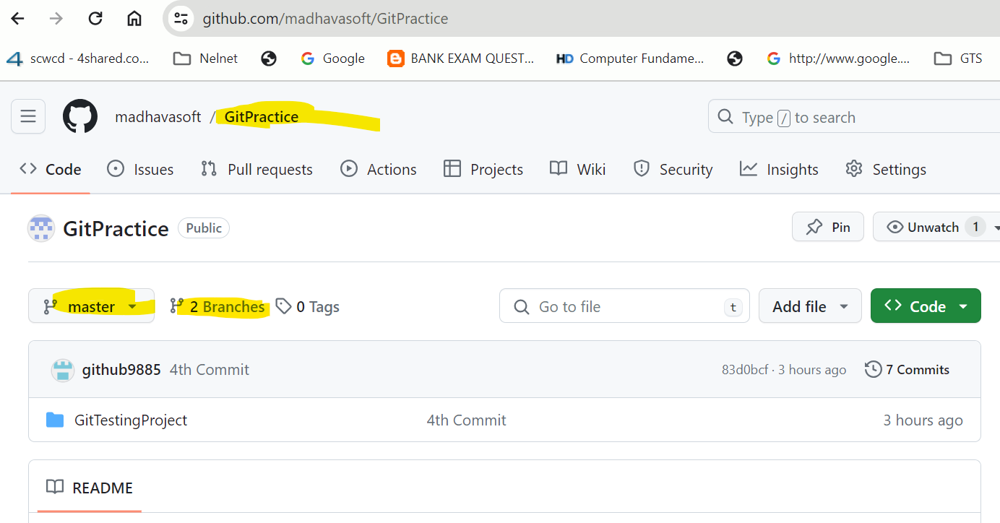 github.com/madhavasoft/GitPractice
scwcd - 4shared.co... Nelnet Google BANK EXAM QUEST... HD Computer Fundame... http://www.google.... GTS
madhavasoft / GitPractice Type / to search
Code Issues Pull requests Actions Projects Wiki Security Insights Settings
GitPractice Public Pin Unwatch 1
master 2 Branches 0 Tags Go to file t Add file Code
github9885 4th Commit 83d0bcf · 3 hours ago 7 Commits
GitTestingProject 4th Commit 3 hours ago
README